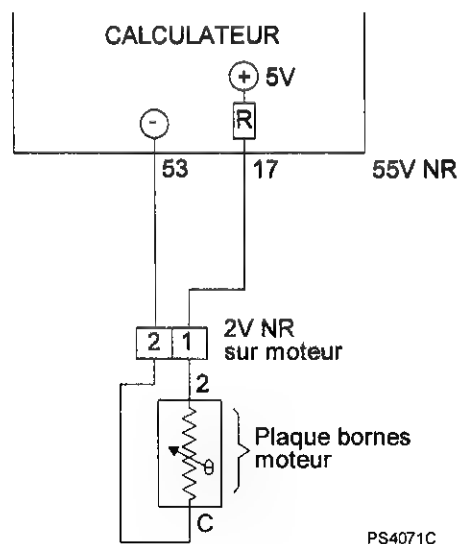 CALCULATEUR
+ 5V
- R
53 17 55V NR
2 1 2V NR
sur moteur
2
θ Plaque bornes
moteur
C
PS4071C